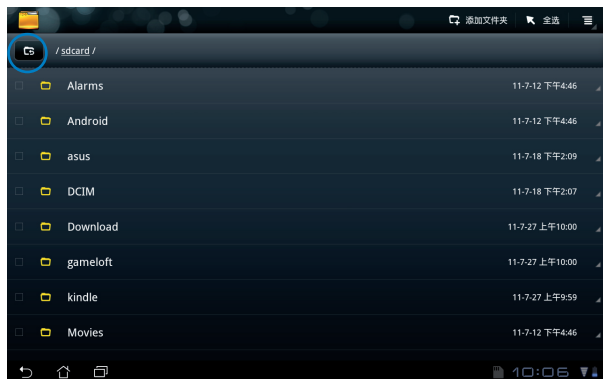 添加文件夹 全选
/ sdcard /
Alarms 11-7-12 下午4:46
Android 11-7-12 下午4:46
asus 11-7-18 下午2:09
DCIM 11-7-18 下午2:07
Download 11-7-27 上午10:00
gameloft 11-7-27 上午10:00
kindle 11-7-27 上午9:59
Movies 11-7-12 下午4:46
10:06